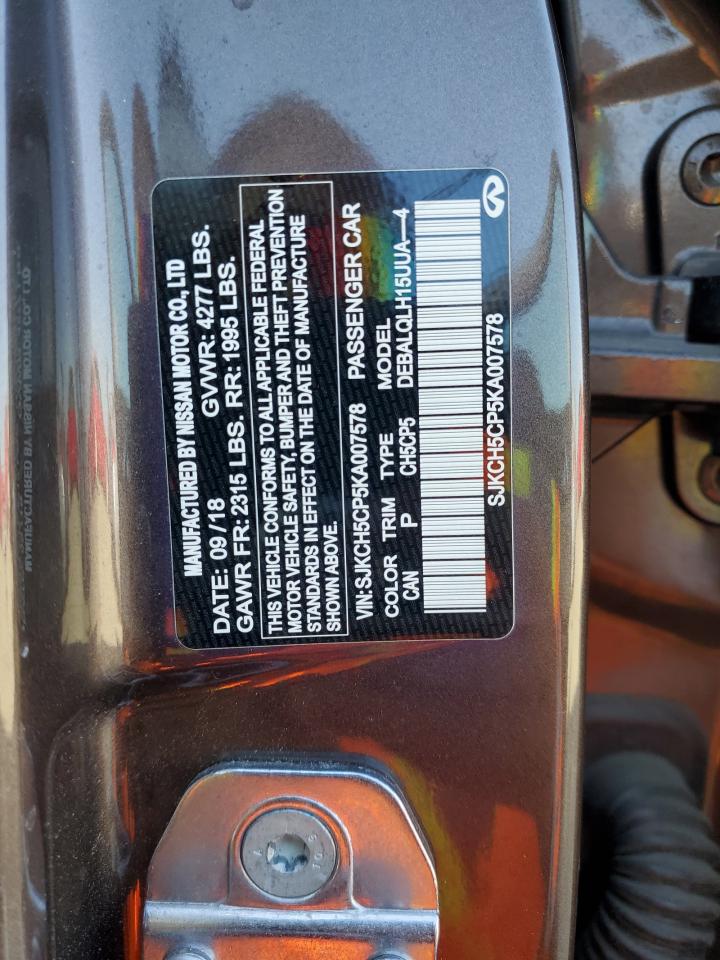 MANUFACTURED BY NISSAN MOTOR CO., LTD
DATE: 09/18 GVWR: 4277 LBS.
GAWR FR: 2315 LBS. RR: 1995 LBS.
THIS VEHICLE CONFORMS TO ALL APPLICABLE FEDERAL
MOTOR VEHICLE SAFETY, BUMPER AND THEFT PREVENTION
STANDARDS IN EFFECT ON THE DATE OF MANUFACTURE
SHOWN ABOVE.
VIN: SJKCH5CP5KA007578 PASSENGER CAR
COLOR TRIM TYPE MODEL
CAN P CH5CP5 DEBALQLH15UUA-4
SJKCH5CP5KA007578